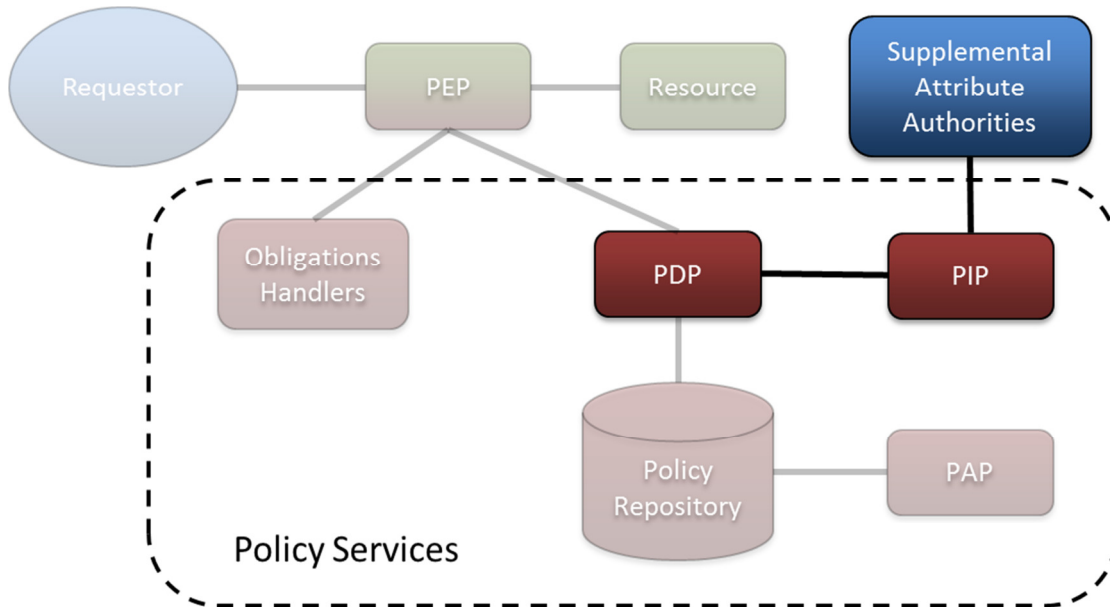 Requestor
PEP
Resource
Supplemental
Attribute
Authorities
Obligations
Handlers
PDP
PIP
Policy
Repository
PAP
Policy Services